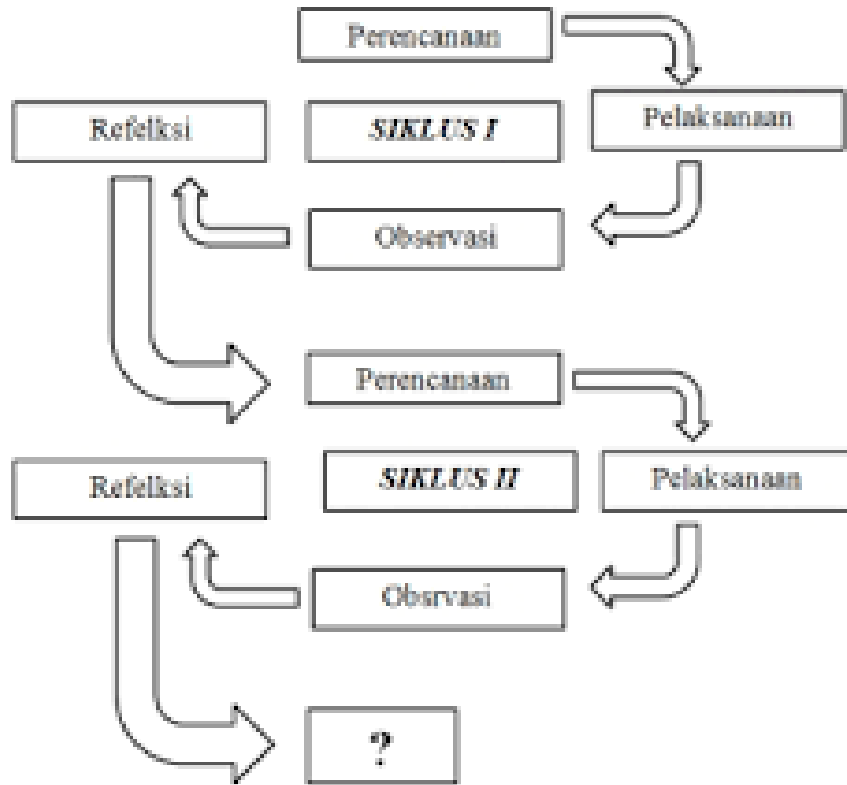 Perencanaan
Refelksi
SIKLUS I
Pelaksanaan
Observasi
Perencanaan
Refelksi
SIKLUS II
Pelaksanaan
Obsrvasi
?